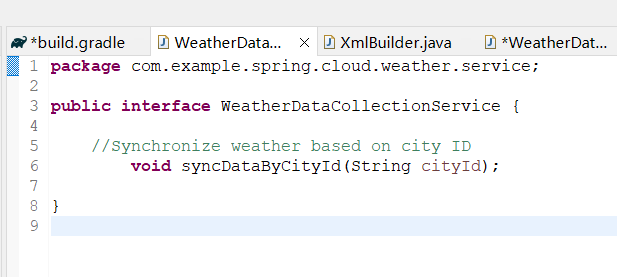 *build.gradle WeatherData... XmlBuilder.java *WeatherDat...
1 package com.example.spring.cloud.weather.service;
2
3 public interface WeatherDataCollectionService {
4
5 //Synchronize weather based on city ID
6 void syncDataByCityId(String cityId);
7
8 }
9